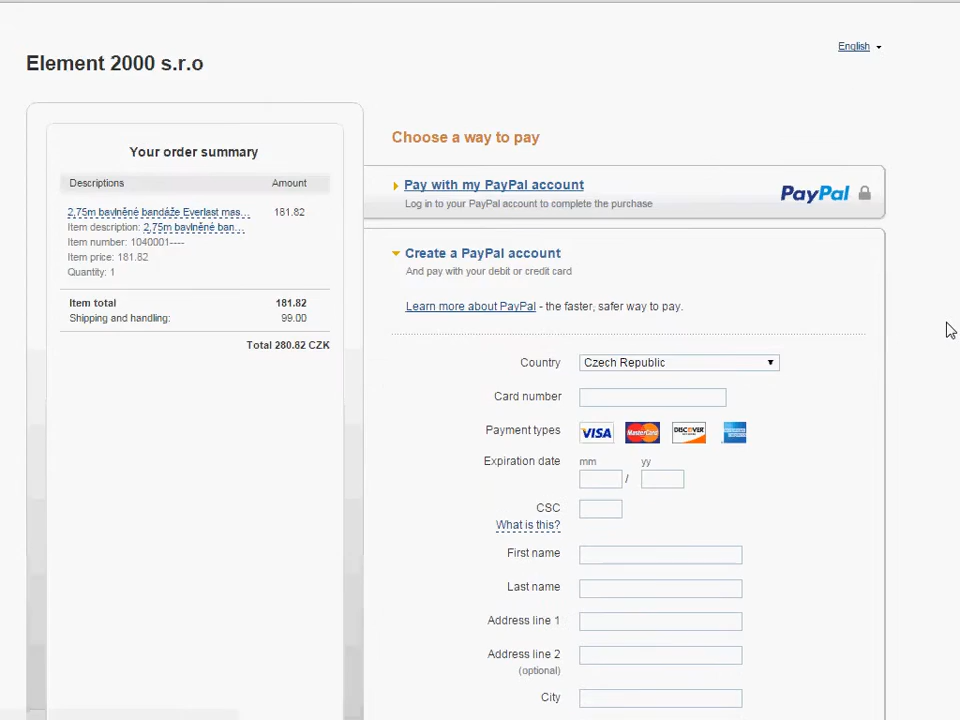 English
Element 2000 s.r.o
Your order summary
Descriptions Amount
2,75m bavlněné bandáže Everlast mas... 181.82
Item description: 2,75m bavlněné ban...
Item number: 1040001----
Item price: 181.82
Quantity: 1
Item total 181.82
Shipping and handling: 99.00
Total 280.82 CZK
Choose a way to pay
Pay with my PayPal account
Log in to your PayPal account to complete the purchase
PayPal
Create a PayPal account
And pay with your debit or credit card
Learn more about PayPal - the faster, safer way to pay.
Country Czech Republic
Card number
Payment types VISA MasterCard DISCOVER
Expiration date mm yy
/
CSC
What is this?
First name
Last name
Address line 1
Address line 2
(optional)
City